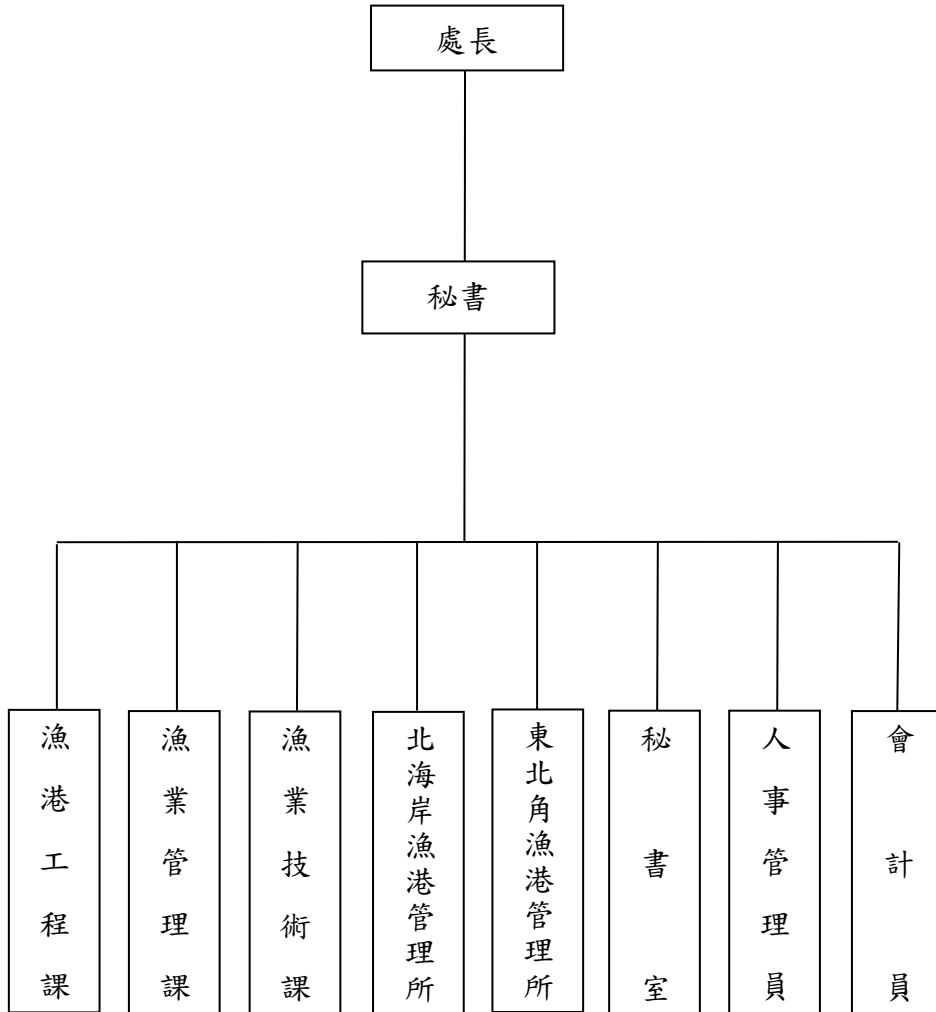 處長
秘書
漁港工程課
漁業管理課
漁業技術課
北海岸漁港管理所
東北角漁港管理所
秘書室
人事管理員
會計員